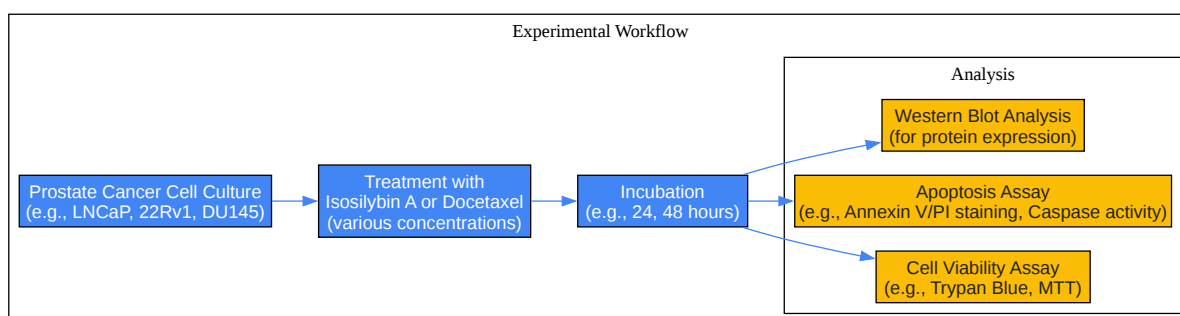 Experimental Workflow
Analysis
Western Blot Analysis
(for protein expression)
Prostate Cancer Cell Culture
(e.g., LNCaP, 22Rv1, DU145)
Treatment with
Isosilybin A or Docetaxel
(various concentrations)
Incubation
(e.g., 24, 48 hours)
Apoptosis Assay
(e.g., Annexin V/PI staining, Caspase activity)
Cell Viability Assay
(e.g., Trypan Blue, MTT)